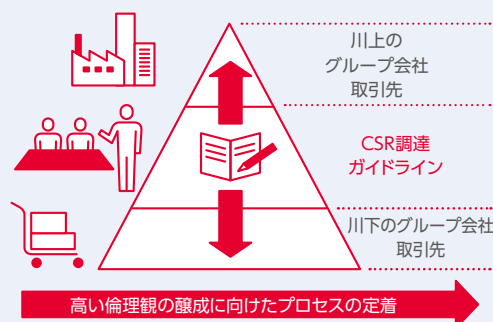 川上の
グループ会社
取引先
CSR調達
ガイドライン
川下のグループ会社
取引先
高い倫理観の醸成に向けたプロセスの定着